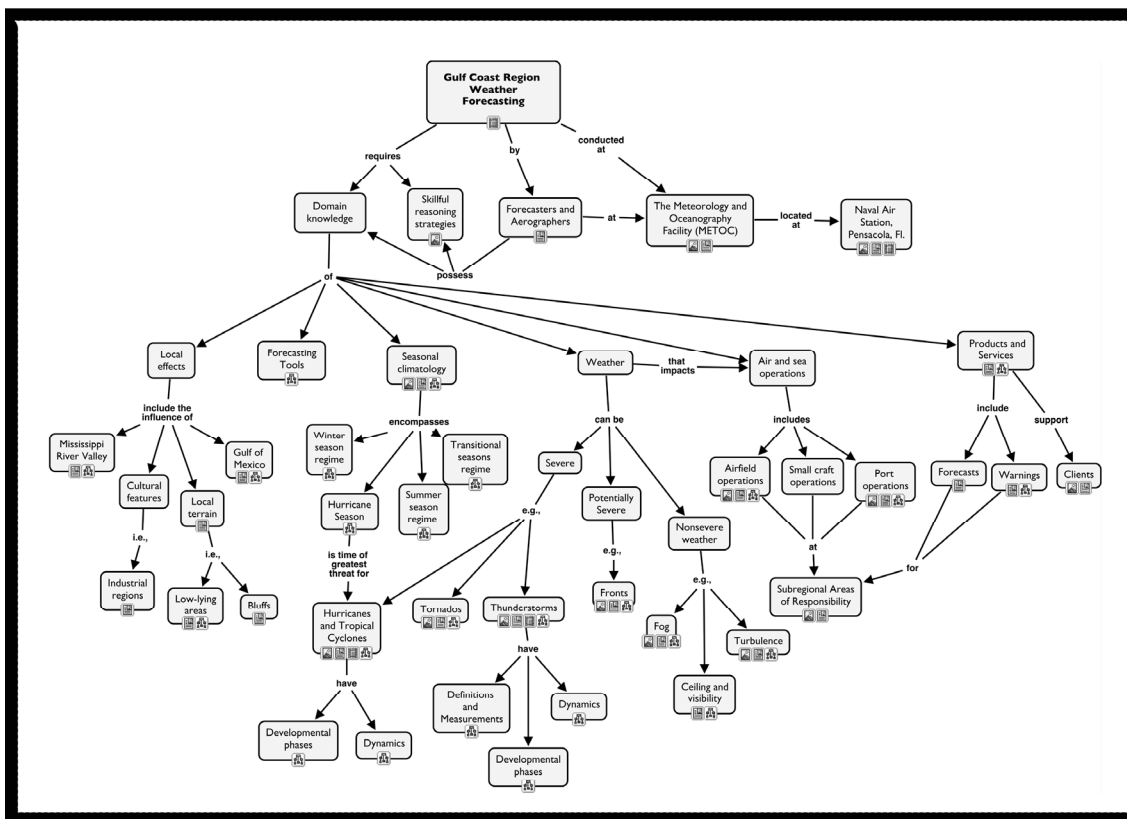 Gulf Coast Region
Weather
Forecasting
requires
by
conducted
at
Domain
knowledge
Skillful
reasoning
strategies
Forecasters and
Aerographers
at
The Meteorology and
Oceanography
Facility (METOC)
located
at
Naval Air
Station,
Pensacola, Fl.
possess
of
Local
effects
Forecasting
Tools
Seasonal
climatology
Weather
that
impacts
Air and sea
operations
Products and
Services
include the
influence of
encompasses
can be
includes
include
support
Mississippi
River Valley
Cultural
features
Local
terrain
Gulf of
Mexico
Winter
season
regime
Hurricane
Season
Summer
season
regime
Transitional
seasons
regime
Severe
Potentially
Severe
Nonsevere
weather
Airfield
operations
Small craft
operations
Port
operations
Forecasts
Warnings
Clients
i.e.,
i.e.,
is time of
greatest
threat for
e.g.,
e.g.,
e.g.,
at
for
Industrial
regions
Low-lying
areas
Bluffs
Hurricanes
and Tropical
Cyclones
Tornados
Thunderstorms
Fronts
Fog
Ceiling and
visibility
Turbulence
Subregional Areas
of Responsibility
have
have
Developmental
phases
Dynamics
Definitions
and
Measurements
Developmental
phases
Dynamics